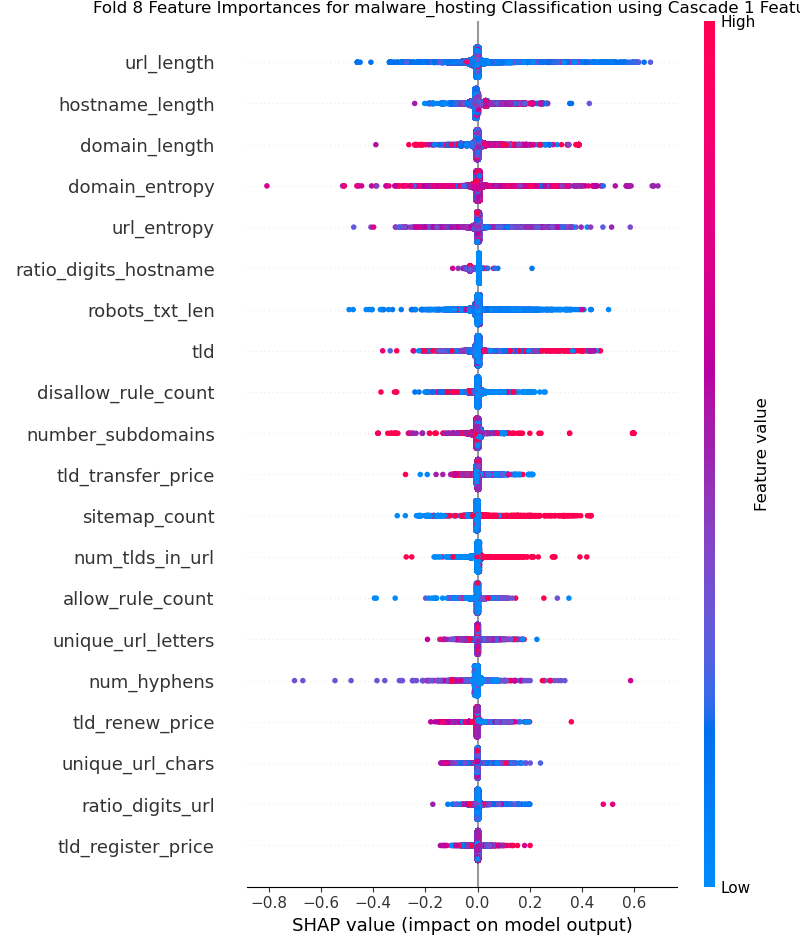 Fold 8 Feature Importances for malware_hosting Classification using Cascade 1 Featu
High
url_length
hostname_length
domain_length
domain_entropy
url_entropy
ratio_digits_hostname
robots_txt_len
tld
disallow_rule_count
number_subdomains
tld_transfer_price
sitemap_count
num_tlds_in_url
allow_rule_count
unique_url_letters
num_hyphens
tld_renew_price
unique_url_chars
ratio_digits_url
tld_register_price
Feature value
Low
−0.8 −0.6 −0.4 −0.2 0.0 0.2 0.4 0.6
SHAP value (impact on model output)